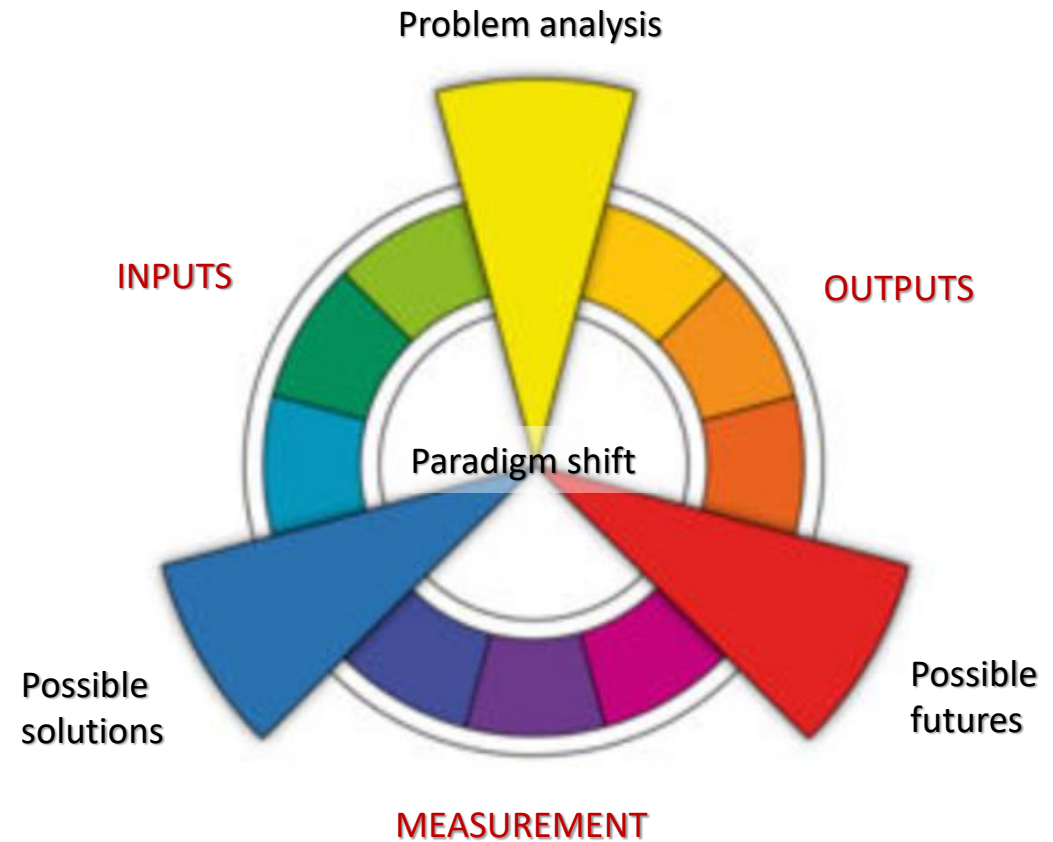 Problem analysis
INPUTS
OUTPUTS
Paradigm shift
Possible
solutions
Possible
futures
MEASUREMENT